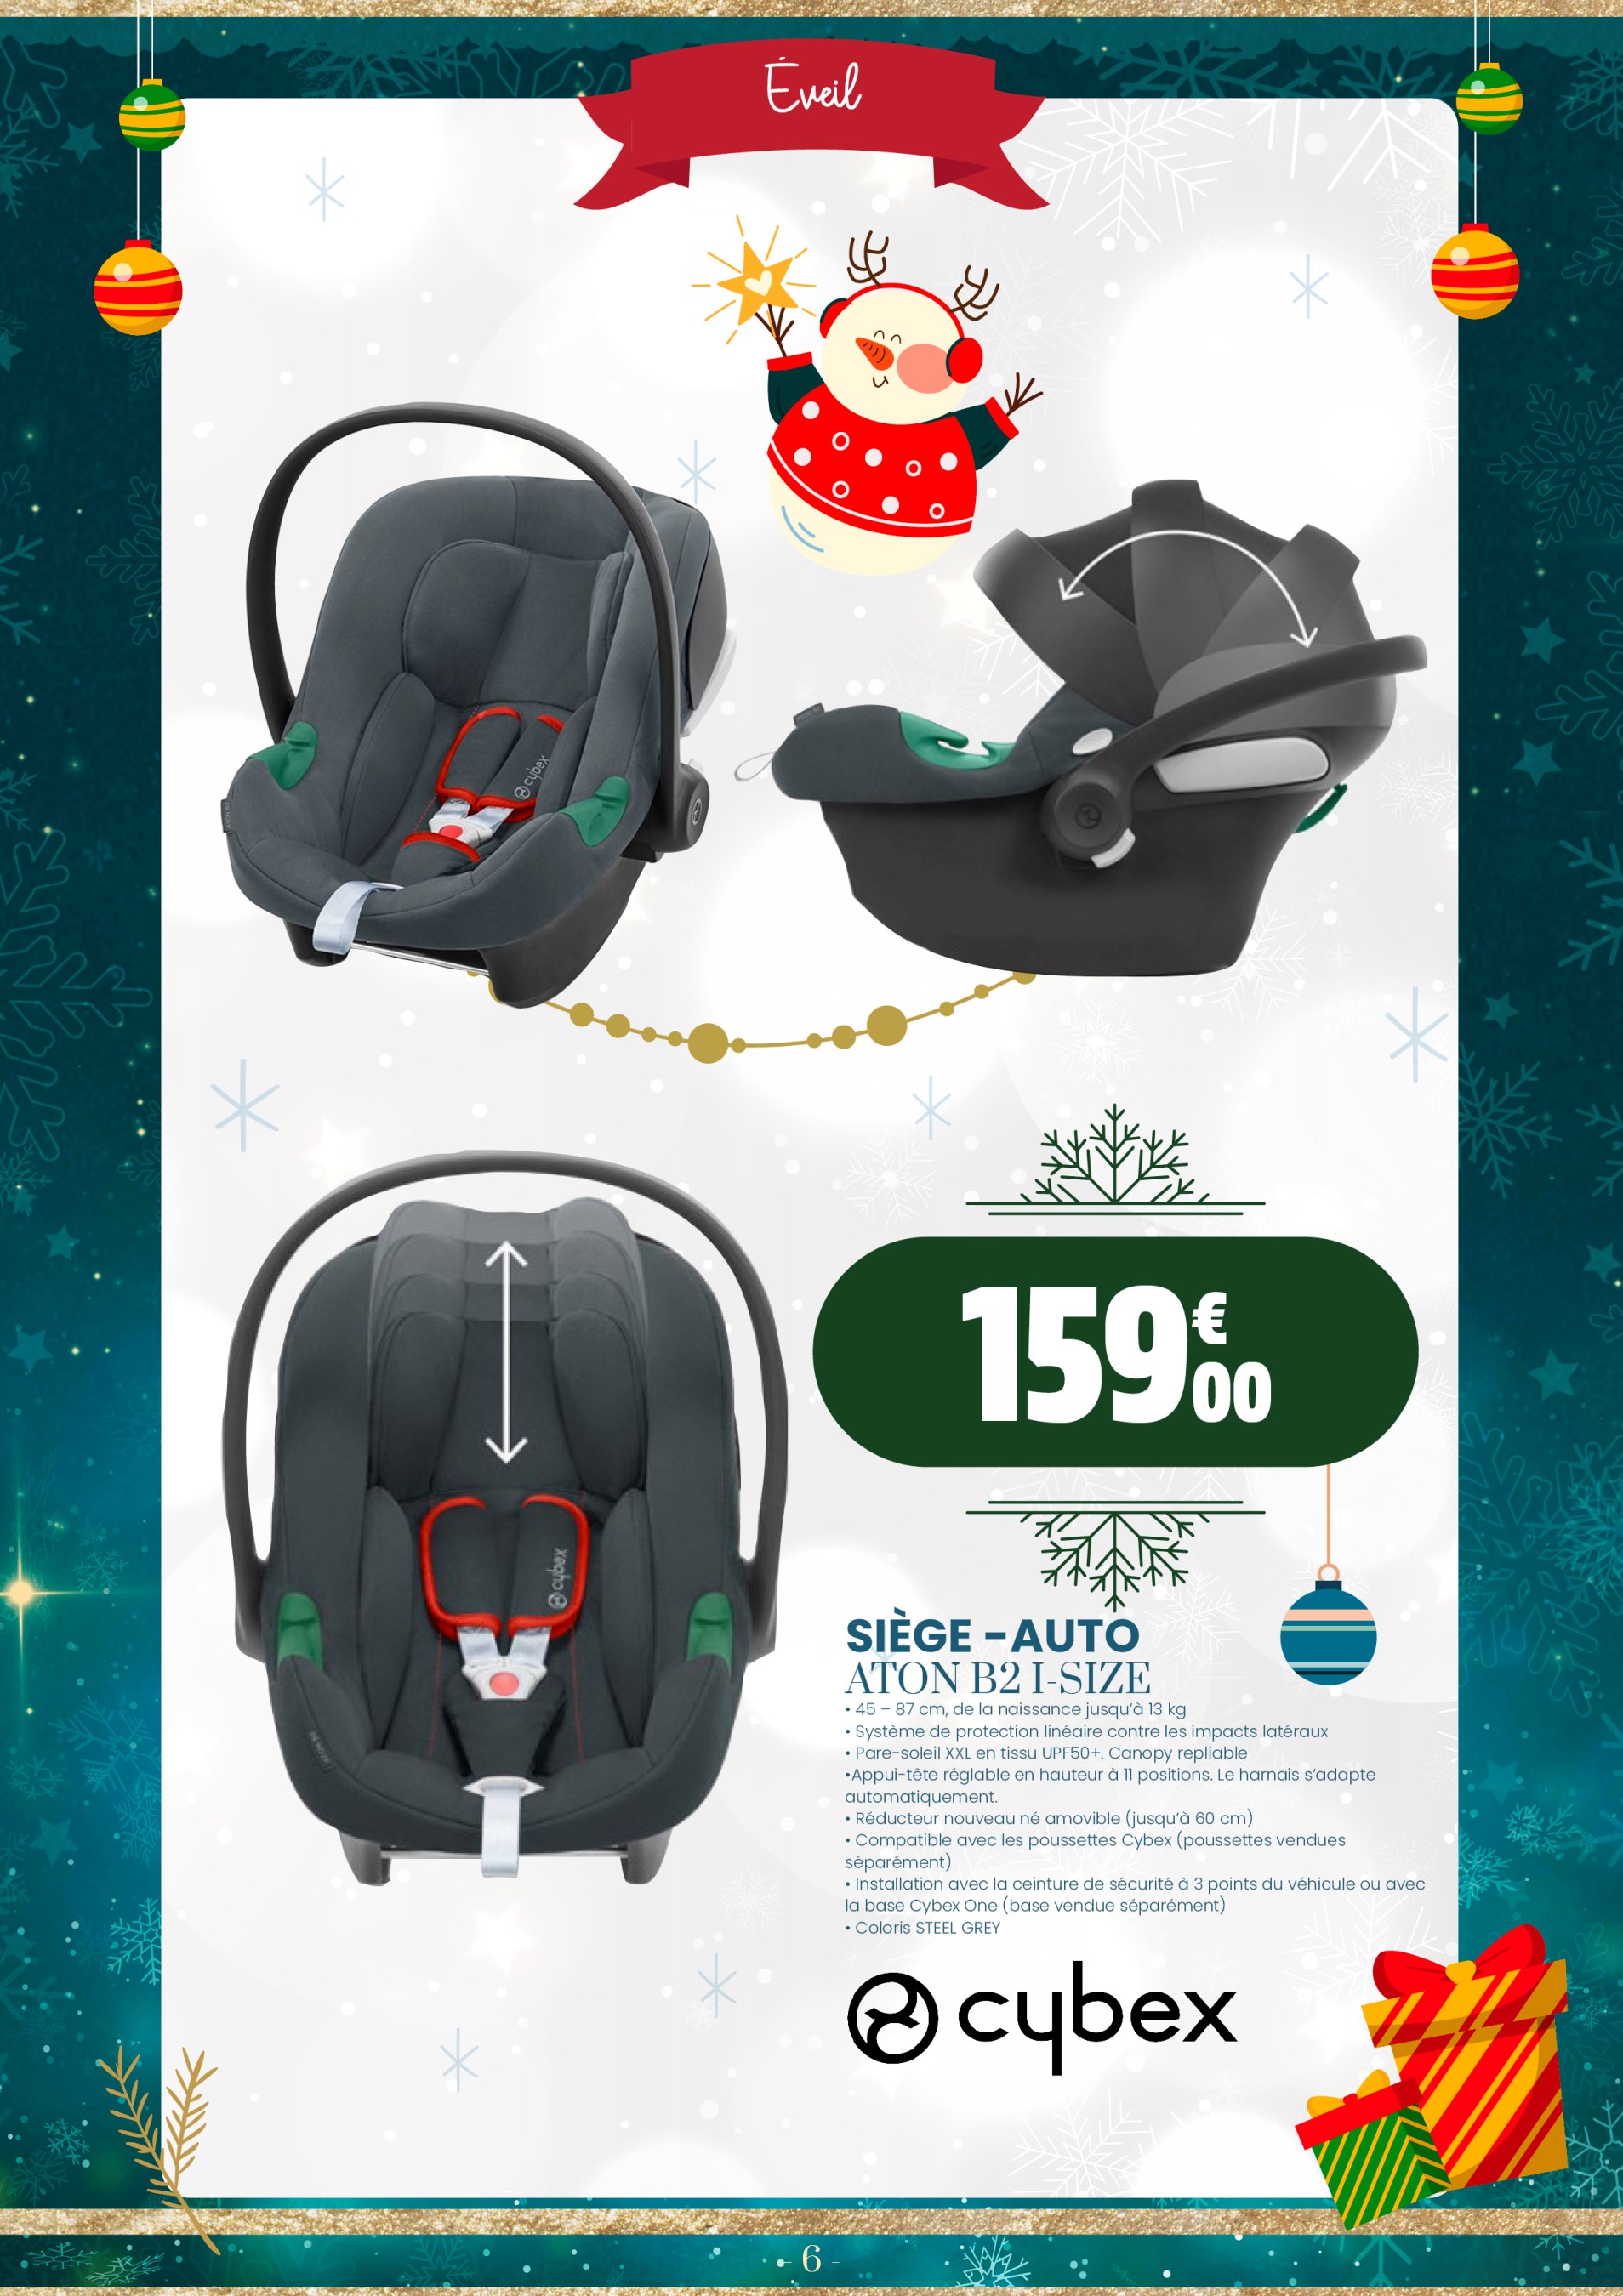 Éveil
cybex
cybex
159€00
SIÈGE -AUTO
ATON B2 I-SIZE
• 45 – 87 cm, de la naissance jusqu'à 13 kg
• Système de protection linéaire contre les impacts latéraux
• Pare-soleil XXL en tissu UPF50+. Canopy repliable
•Appui-tête réglable en hauteur à 11 positions. Le harnais s'adapte
automatiquement.
• Réducteur nouveau né amovible (jusqu'à 60 cm)
• Compatible avec les poussettes Cybex (poussettes vendues
séparément)
• Installation avec la ceinture de sécurité à 3 points du véhicule ou avec
la base Cybex One (base vendue séparément)
• Coloris STEEL GREY
cybex
- 6 -